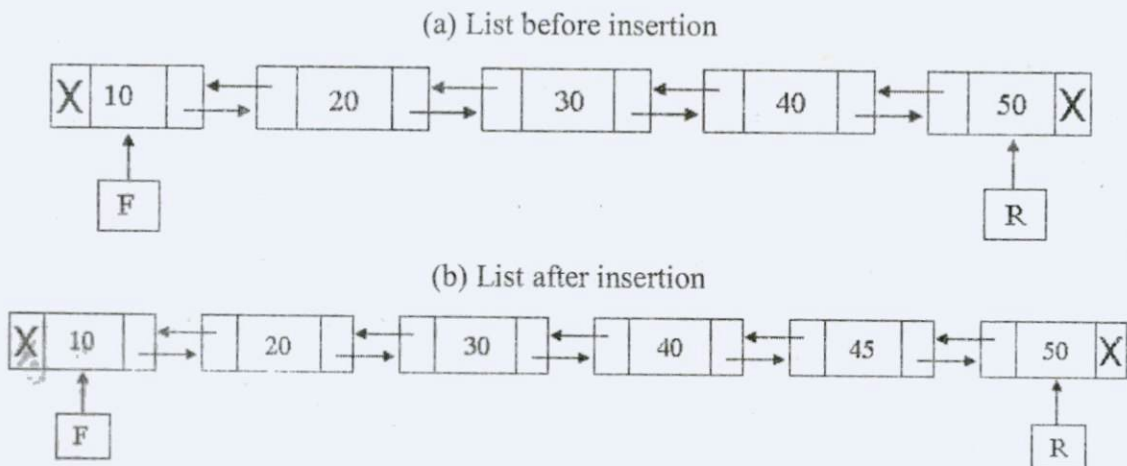 (a) List before insertion
X 10 20 30 40 50 X
F R
(b) List after insertion
X 10 20 30 40 45 50 X
F R